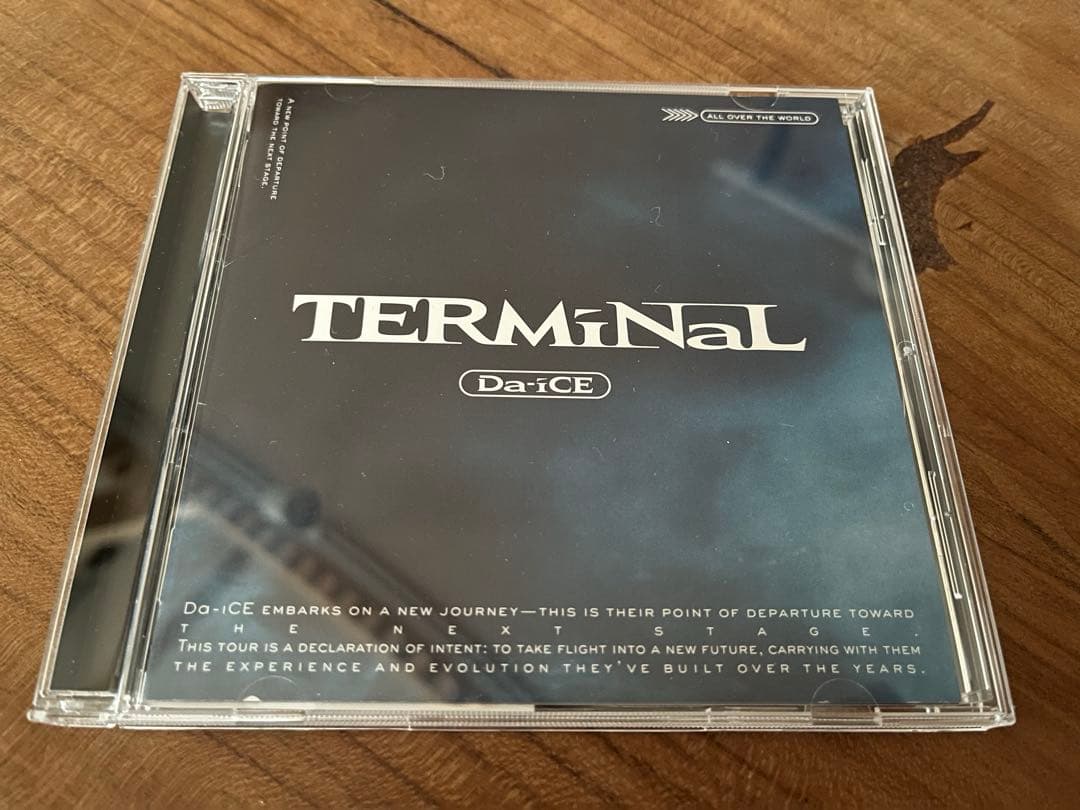 A NEW POINT OF DEPARTURE
TOWARD THE NEXT STAGE.
ALL OVER THE WORLD
TERMiNaL
Da-iCE
Da-iCE EMBARKS ON A NEW JOURNEY—THIS IS THEIR POINT OF DEPARTURE TOWARD
THE NEXT STAGE.
THIS TOUR IS A DECLARATION OF INTENT: TO TAKE FLIGHT INTO A NEW FUTURE, CARRYING WITH THEM
THE EXPERIENCE AND EVOLUTION THEY'VE BUILT OVER THE YEARS.